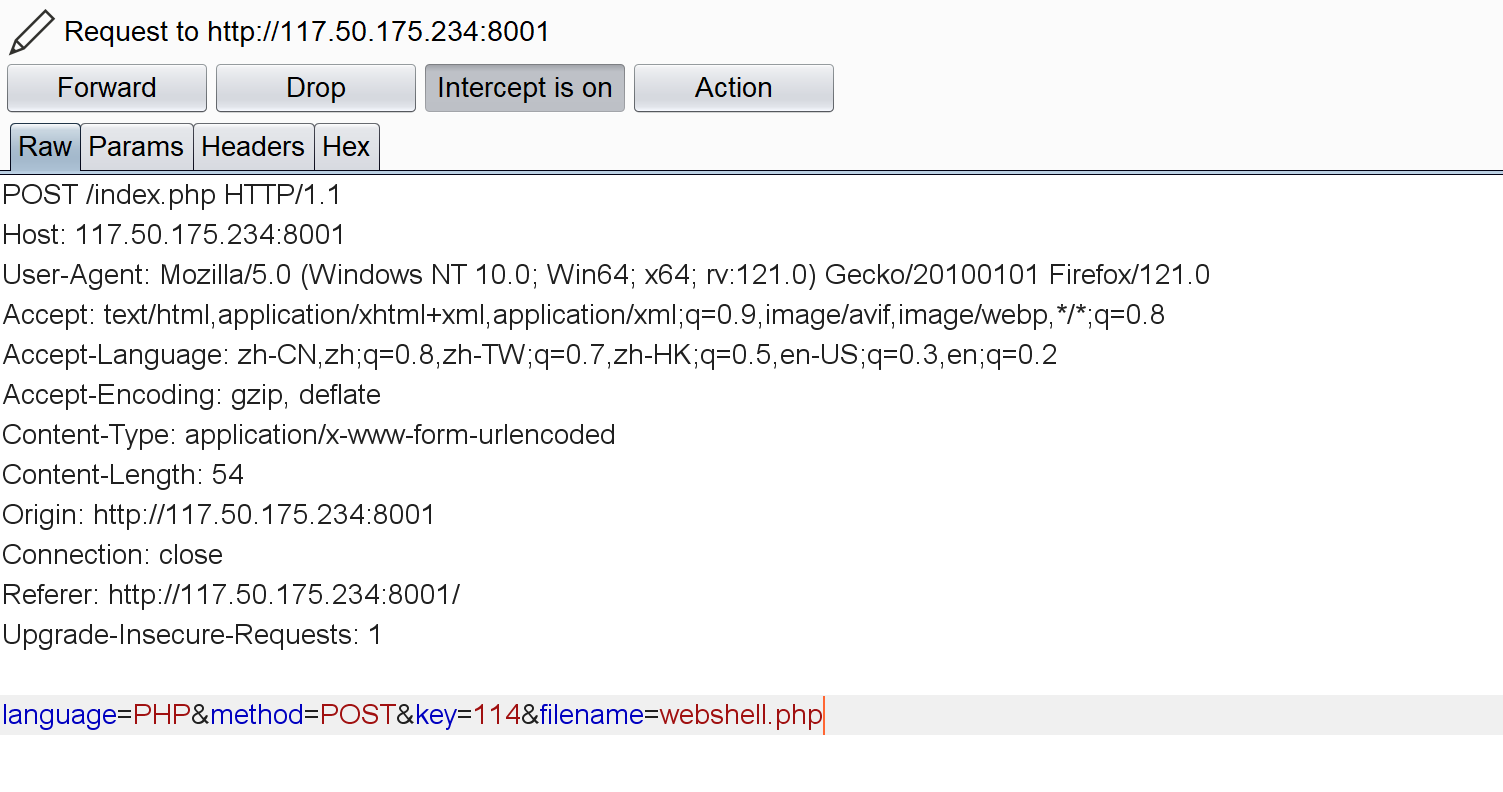 Request to http://117.50.175.234:8001
Forward Drop Intercept is on Action
Raw Params Headers Hex
POST /index.php HTTP/1.1
Host: 117.50.175.234:8001
User-Agent: Mozilla/5.0 (Windows NT 10.0; Win64; x64; rv:121.0) Gecko/20100101 Firefox/121.0
Accept: text/html,application/xhtml+xml,application/xml;q=0.9,image/avif,image/webp,*/*;q=0.8
Accept-Language: zh-CN,zh;q=0.8,zh-TW;q=0.7,zh-HK;q=0.5,en-US;q=0.3,en;q=0.2
Accept-Encoding: gzip, deflate
Content-Type: application/x-www-form-urlencoded
Content-Length: 54
Origin: http://117.50.175.234:8001
Connection: close
Referer: http://117.50.175.234:8001/
Upgrade-Insecure-Requests: 1
language=PHP&method=POST&key=114&filename=webshell.php